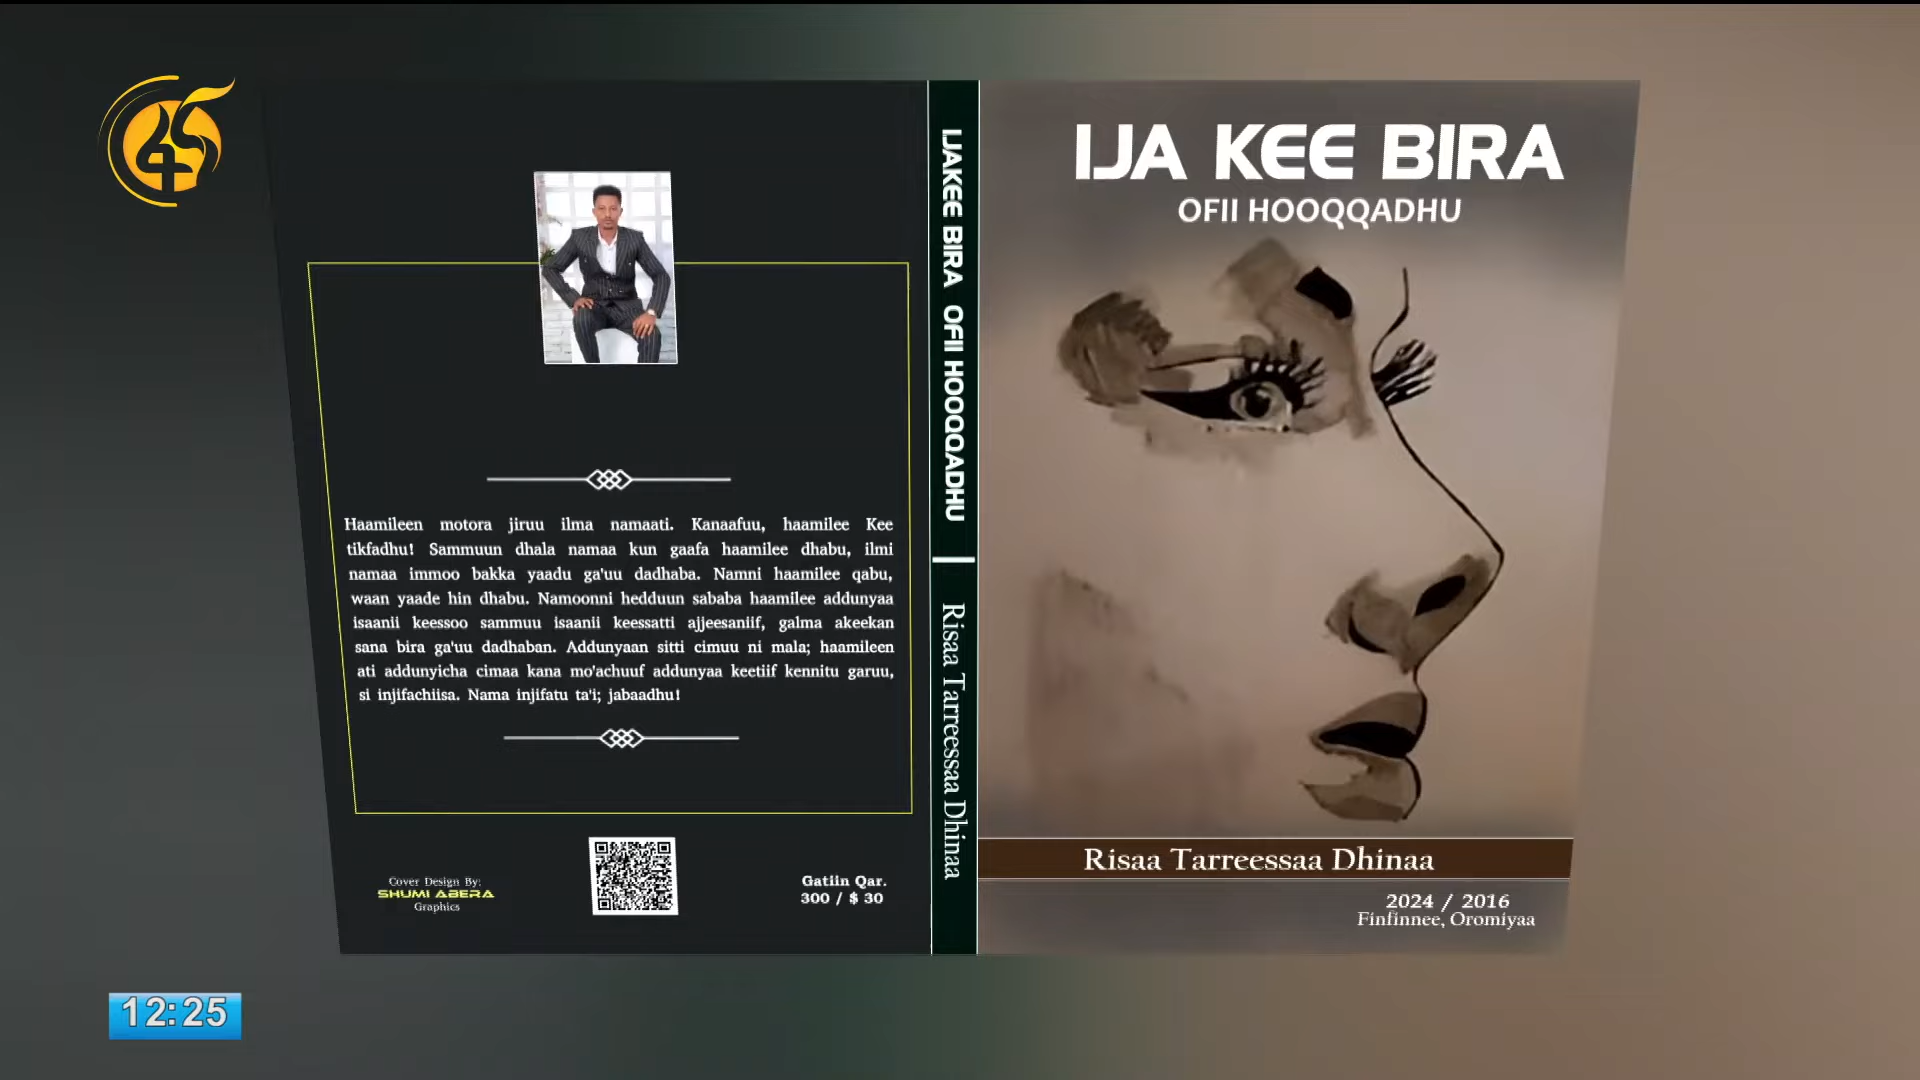 Haamileen motora jiruu ilma namaati. Kanaafuu, haamilee Kee
tikfadhu! Sammuun dhala namaa kun gaafa haamilee dhabu, ilmi
namaa immoo bakka yaadu ga'uu dadhaba. Namni haamilee qabu,
waan yaade hin dhabu. Namoonni hedduun sababa haamilee addunyaa
isaanii keessoo sammuu isaanii keessatti ajjeesaniif, galma akeekan
sana bira ga'uu dadhaban. Addunyaan sitti cimuu ni mala; haamileen
ati addunyicha cimaa kana mo'achuuf addunyaa keetiif kennitu garuu,
si injifachiisa. Nama injifatu ta'i; jabaadhu!
Cover Design By:
SHUMI ABERA
Graphics
Gatiin Qar.
300 / $ 30
IJAKEE BIRA OFII HOOQQADHU
Risaa Tarreessaa Dhinaa
IJA KEE BIRA
OFII HOOQQADHU
Risaa Tarreessaa Dhinaa
2024 / 2016
Finfinnee, Oromiyaa
12:25